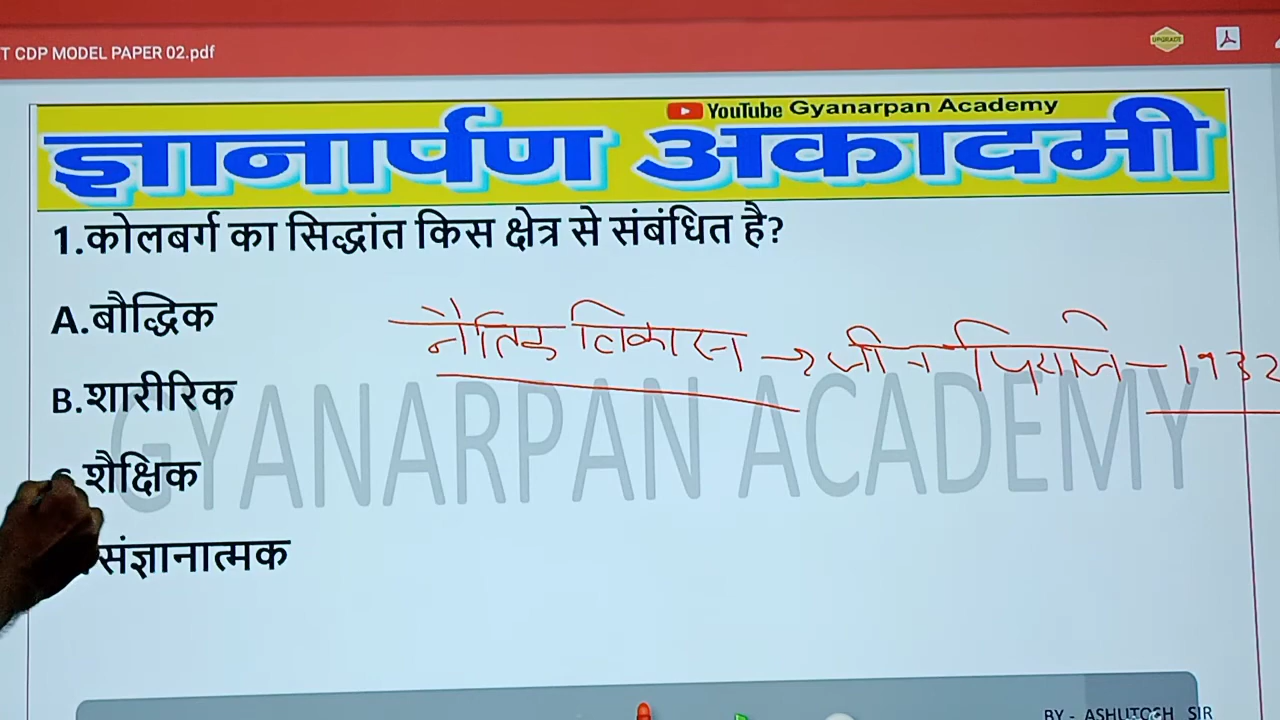 T CDP MODEL PAPER 02.pdf
UPGRADE
YouTube Gyanarpan Academy
ज्ञानार्पण अकादमी
1.कोलबर्ग का सिद्धांत किस क्षेत्र से संबंधित है?
A.बौद्धिक
नैतिक विकास → जीन पियाजे - 1932
B.शारीरिक
GYANARPAN ACADEMY
शैक्षिक
संज्ञानात्मक
BY - ASHUTOSH SIR